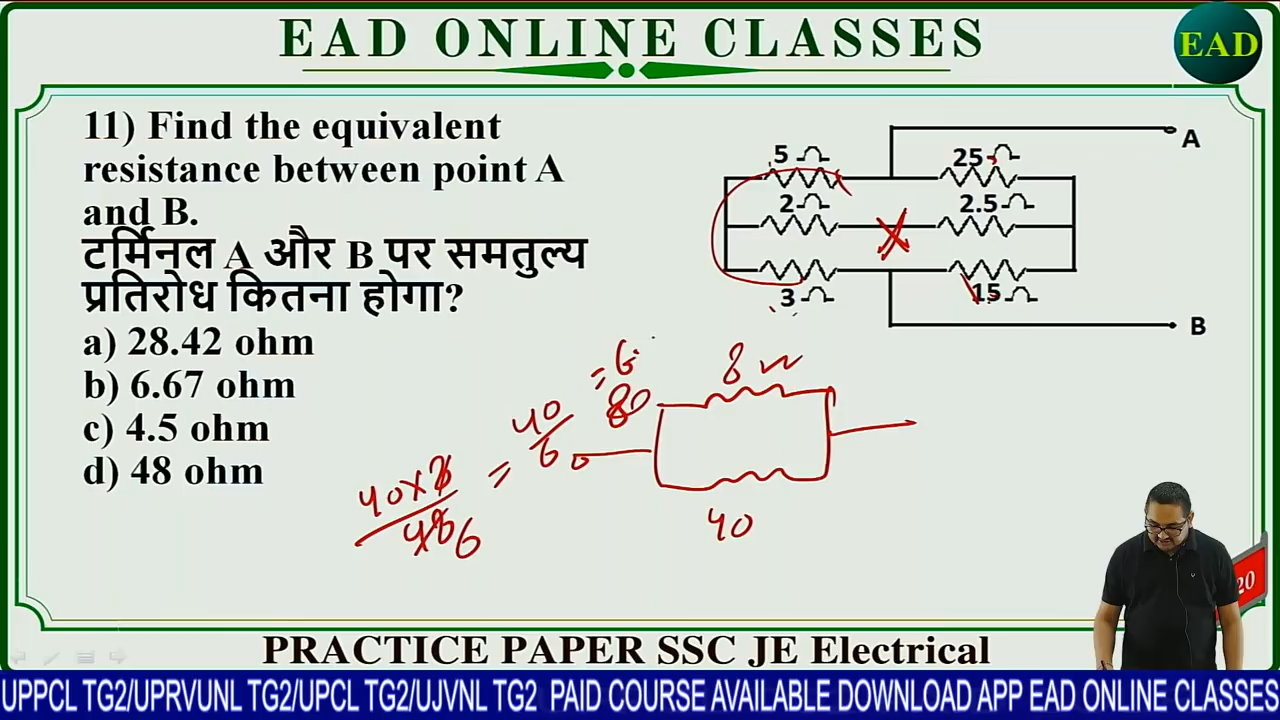 EAD ONLINE CLASSES
EAD
11) Find the equivalent
resistance between point A
and B.
टर्मिनल A और B पर समतुल्य
प्रतिरोध कितना होगा?
a) 28.42 ohm
b) 6.67 ohm
c) 4.5 ohm
d) 48 ohm
A
5 Ω 25 Ω
2 Ω 2.5 Ω
3 Ω 15 Ω
B
8
40
= 6.
40
6
=
40×8
48 6
20
PRACTICE PAPER SSC JE Electrical
UPPCL TG2/UPRVUNL TG2/UPCL TG2/UJVNL TG2 PAID COURSE AVAILABLE DOWNLOAD APP EAD ONLINE CLASSES